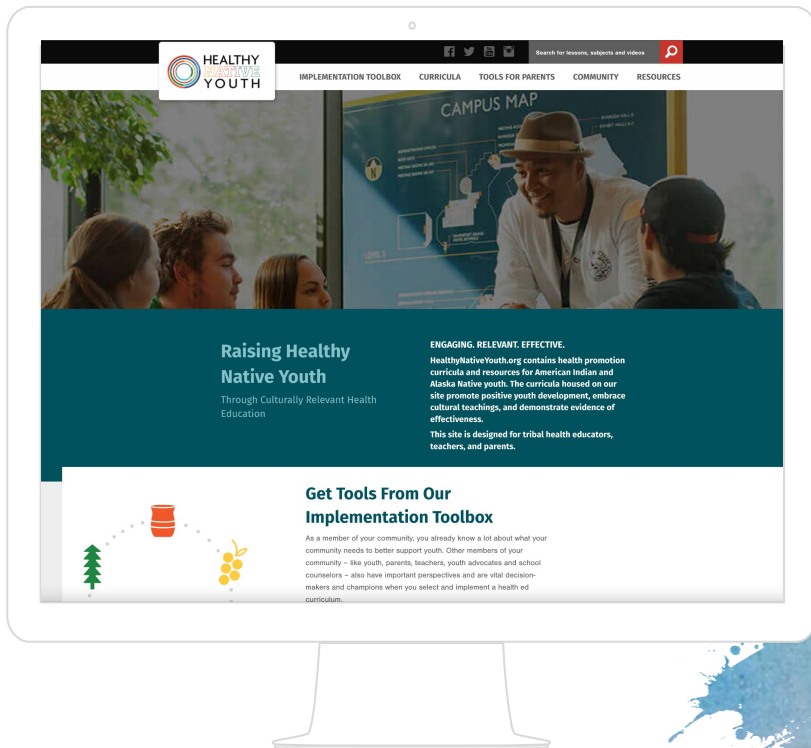 Search for lessons, subjects and videos
HEALTHY
NATIVE
YOUTH
IMPLEMENTATION TOOLBOX CURRICULA TOOLS FOR PARENTS COMMUNITY RESOURCES
CAMPUS MAP
LEVEL 3
N
Raising Healthy
Native Youth
Through Culturally Relevant Health
Education
ENGAGING. RELEVANT. EFFECTIVE.
HealthyNativeYouth.org contains health promotion
curricula and resources for American Indian and
Alaska Native youth. The curricula housed on our
site promote positive youth development, embrace
cultural teachings, and demonstrate evidence of
effectiveness.
This site is designed for tribal health educators,
teachers, and parents.
Get Tools From Our
Implementation Toolbox
As a member of your community, you already know a lot about what your
community needs to better support youth. Other members of your
community – like youth, parents, teachers, youth advocates and school
counselors – also have important perspectives and are vital decision-
makers and champions when you select and implement a health ed
curriculum.